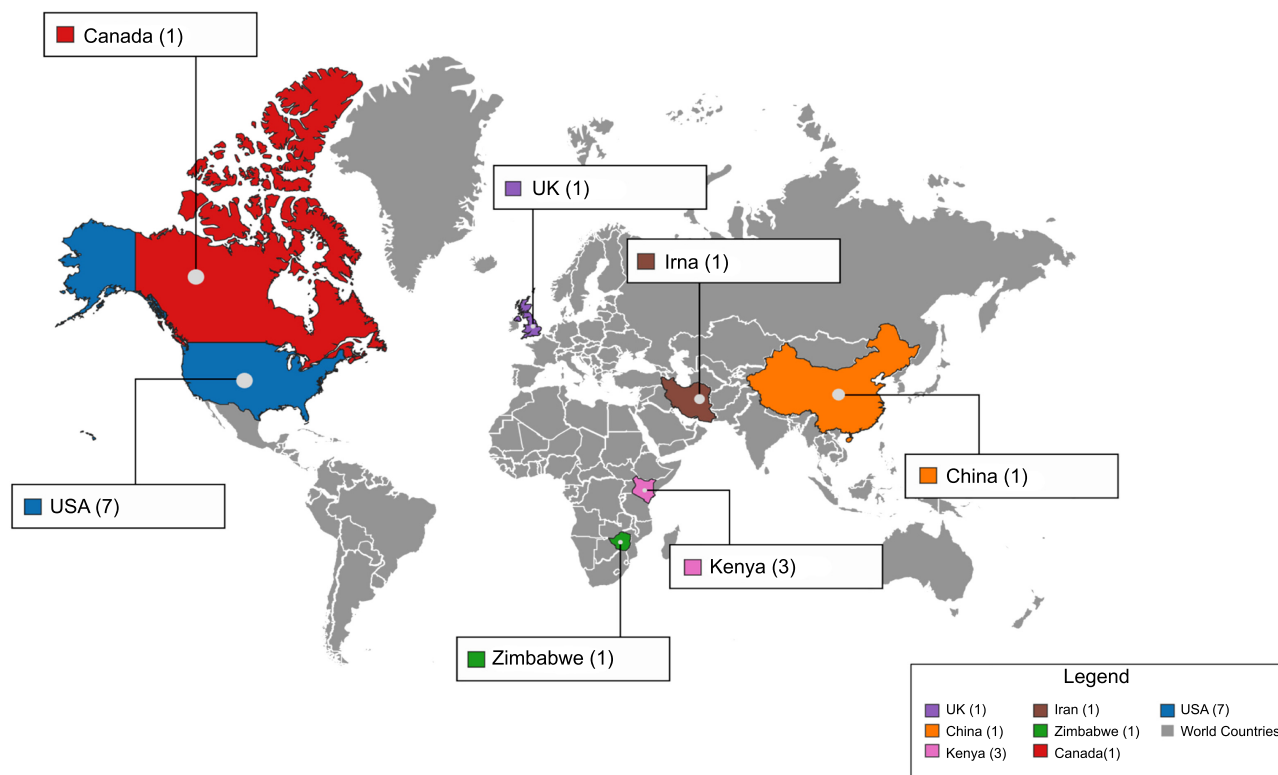 Canada (1)
UK (1)
Irna (1)
China (1)
USA (7)
Kenya (3)
Zimbabwe (1)
Legend
UK (1)
Iran (1)
USA (7)
China (1)
Zimbabwe (1)
World Countries
Kenya (3)
Canada(1)